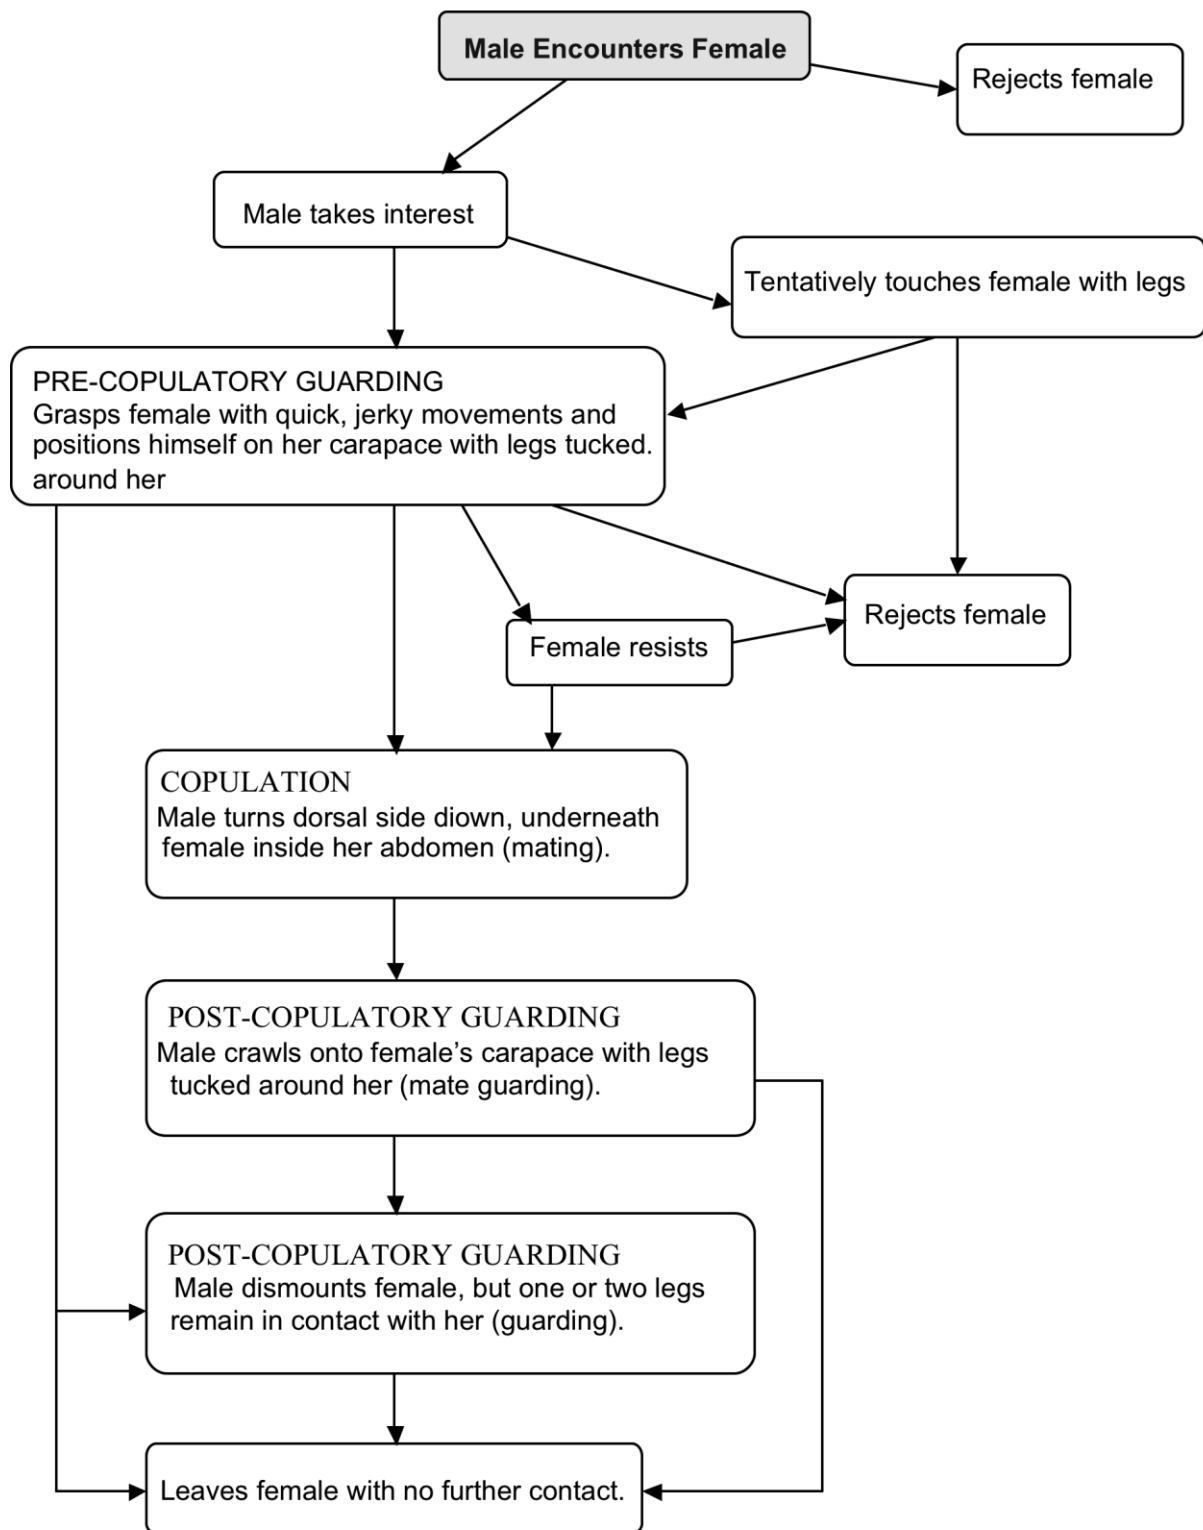 Male Encounters Female
Rejects female
Male takes interest
Tentatively touches female with legs
PRE-COPULATORY GUARDING
Grasps female with quick, jerky movements and
positions himself on her carapace with legs tucked.
around her
Rejects female
Female resists
COPULATION
Male turns dorsal side diown, underneath
female inside her abdomen (mating).
POST-COPULATORY GUARDING
Male crawls onto female’s carapace with legs
tucked around her (mate guarding).
POST-COPULATORY GUARDING
Male dismounts female, but one or two legs
remain in contact with her (guarding).
Leaves female with no further contact.